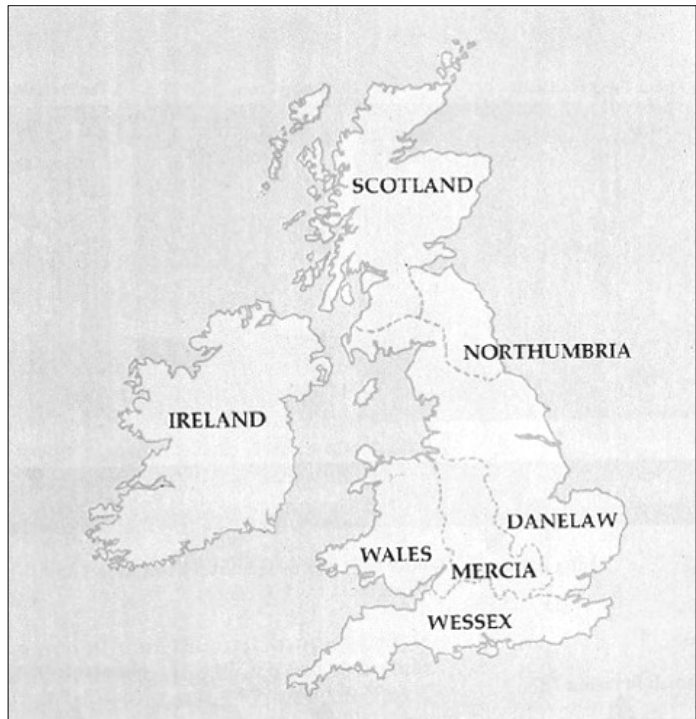 SCOTLAND
NORTHUMBRIA
IRELAND
DANELAW
WALES
MERCIA
WESSEX